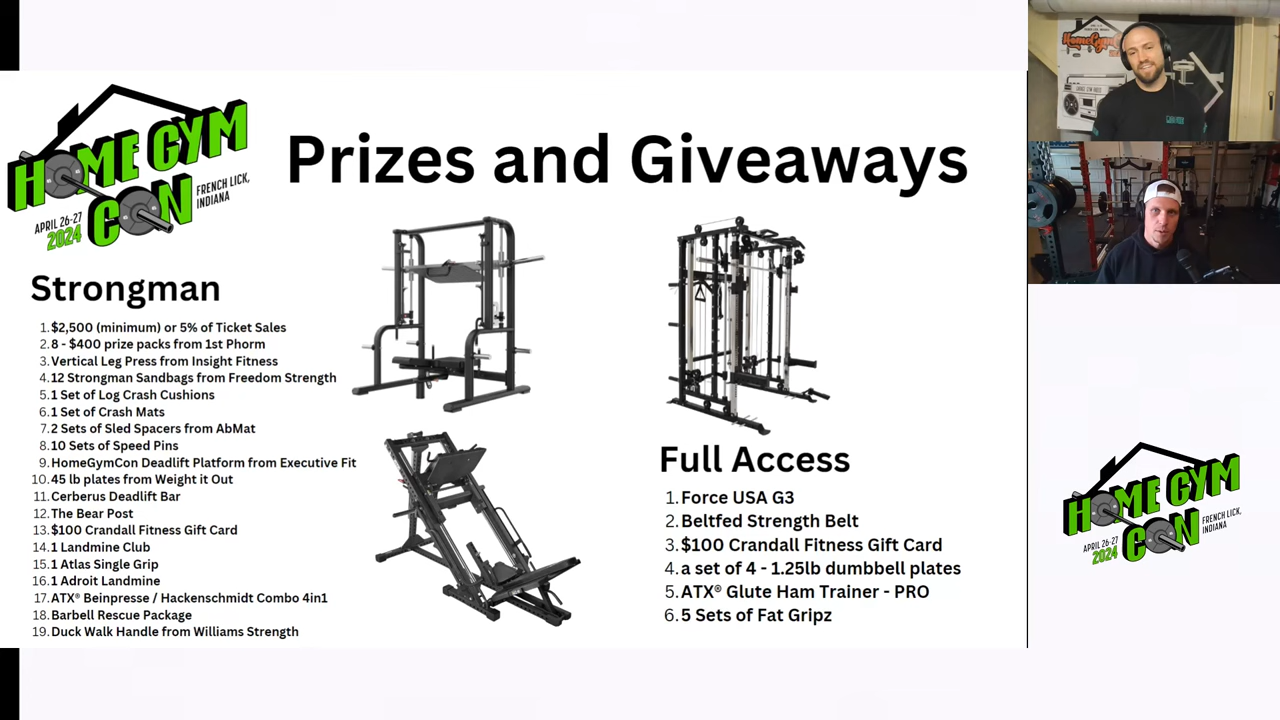 HOME GYM
CON
FRENCH LICK,
INDIANA
APRIL 26-27
2024
Prizes and Giveaways
Strongman
1. $2,500 (minimum) or 5% of Ticket Sales
2. 8 - $400 prize packs from 1st Phorm
3. Vertical Leg Press from Insight Fitness
4. 12 Strongman Sandbags from Freedom Strength
5. 1 Set of Log Crash Cushions
6. 1 Set of Crash Mats
7. 2 Sets of Sled Spacers from AbMat
8. 10 Sets of Speed Pins
9. HomeGymCon Deadlift Platform from Executive Fit
10. 45 lb plates from Weight it Out
11. Cerberus Deadlift Bar
12. The Bear Post
13. $100 Crandall Fitness Gift Card
14. 1 Landmine Club
15. 1 Atlas Single Grip
16. 1 Adroit Landmine
17. ATX® Beinpresse / Hackenschmidt Combo 4in1
18. Barbell Rescue Package
19. Duck Walk Handle from Williams Strength
Full Access
1. Force USA G3
2. Beltfed Strength Belt
3. $100 Crandall Fitness Gift Card
4. a set of 4 - 1.25lb dumbbell plates
5. ATX® Glute Ham Trainer - PRO
6. 5 Sets of Fat Gripz
HomeGym
HOME GYM
CON
FRENCH LICK,
INDIANA
APRIL 26-27
2024